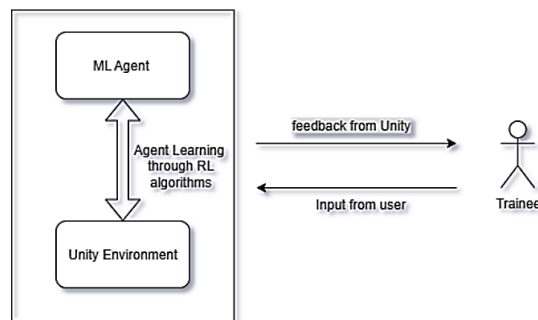 ML Agent
Agent Learning
through RL
algorithms
Unity Environment
feedback from Unity
Input from user
Trainee